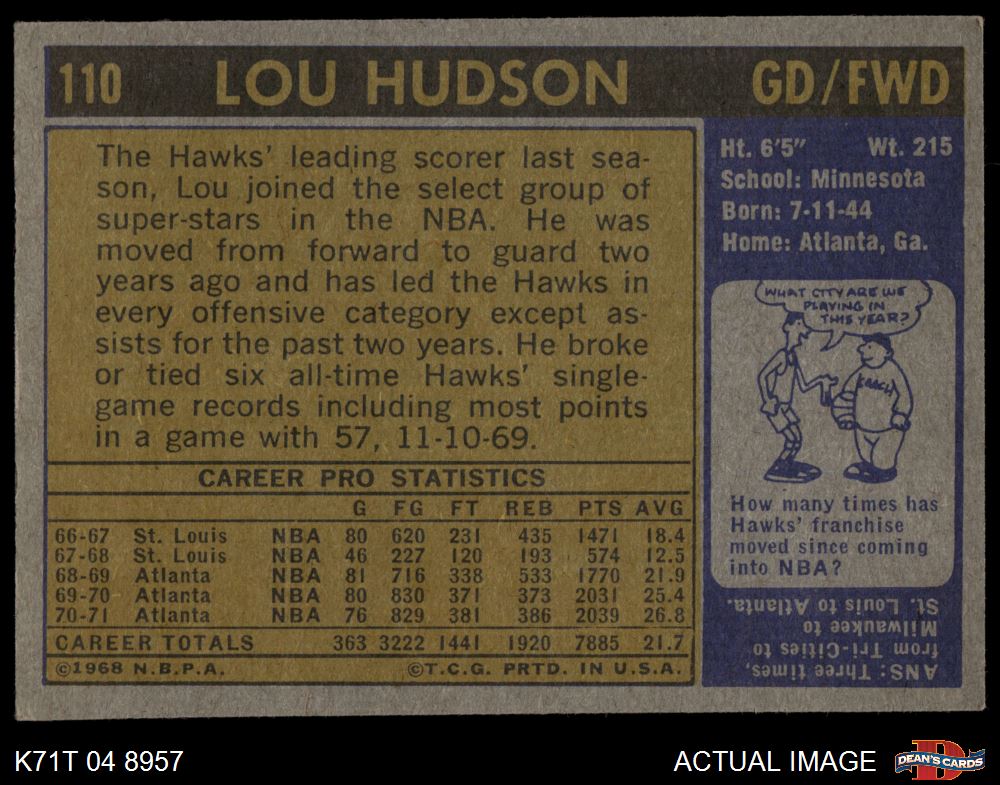 110 LOU HUDSON GD/FWD
The Hawks' leading scorer last sea-
son, Lou joined the select group of
super-stars in the NBA. He was
moved from forward to guard two
years ago and has led the Hawks in
every offensive category except as-
sists for the past two years. He broke
or tied six all-time Hawks' single-
game records including most points
in a game with 57, 11-10-69.
CAREER PRO STATISTICS
G FG FT REB PTS AVG
66-67 St. Louis NBA 80 620 231 435 1471 18.4
67-68 St. Louis NBA 46 227 120 193 574 12.5
68-69 Atlanta NBA 81 716 338 533 1770 21.9
69-70 Atlanta NBA 80 830 371 373 2031 25.4
70-71 Atlanta NBA 76 829 381 386 2039 26.8
CAREER TOTALS 363 3222 1441 1920 7885 21.7
©1968 N.B.P.A. ©T.C.G. PRTD. IN U.S.A.
Ht. 6'5" Wt. 215
School: Minnesota
Born: 7-11-44
Home: Atlanta, Ga.
WHAT CITY ARE WE
PLAYING IN
THIS YEAR?
COACH
How many times has
Hawks' franchise
moved since coming
into NBA?
ANS: Three times,
from Tri-Cities to
Milwaukee to
St. Louis to Atlanta.
K71T 04 8957
ACTUAL IMAGE
D
DEAN'S CARDS